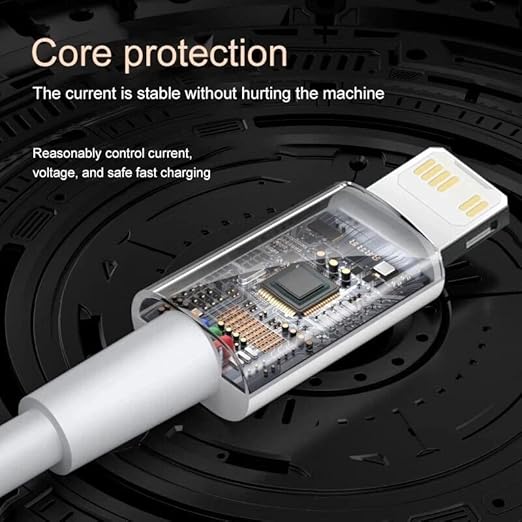 Core protection
The current is stable without hurting the machine
Reasonably control current,
voltage, and safe fast charging